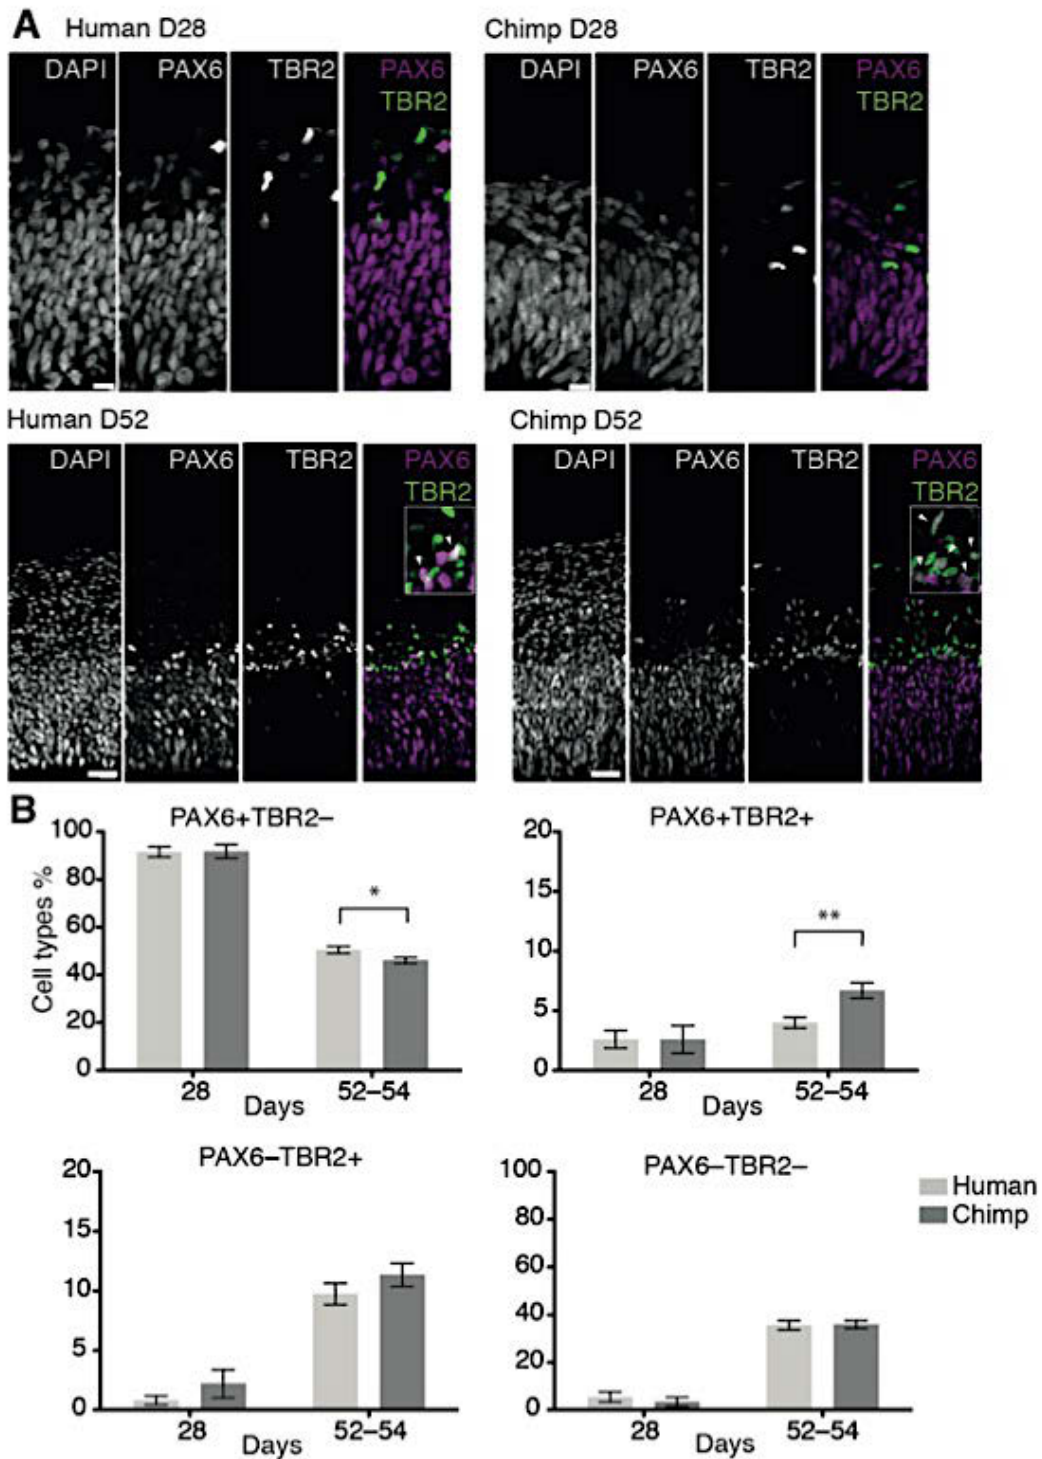 A Human D28
Chimp D28
DAPI PAX6 TBR2 PAX6
TBR2
DAPI PAX6 TBR2 PAX6
TBR2
Human D52
Chimp D52
DAPI PAX6 TBR2 PAX6
TBR2
DAPI PAX6 TBR2 PAX6
TBR2
B
PAX6+TBR2–
Cell types %
100
80
60
40
20
0
*
28 52–54
Days
PAX6+TBR2+
20
15
10
5
0
**
28 52–54
Days
PAX6–TBR2+
20
15
10
5
0
28 52–54
Days
PAX6–TBR2–
100
80
60
40
20
0
28 52–54
Days
Human
Chimp